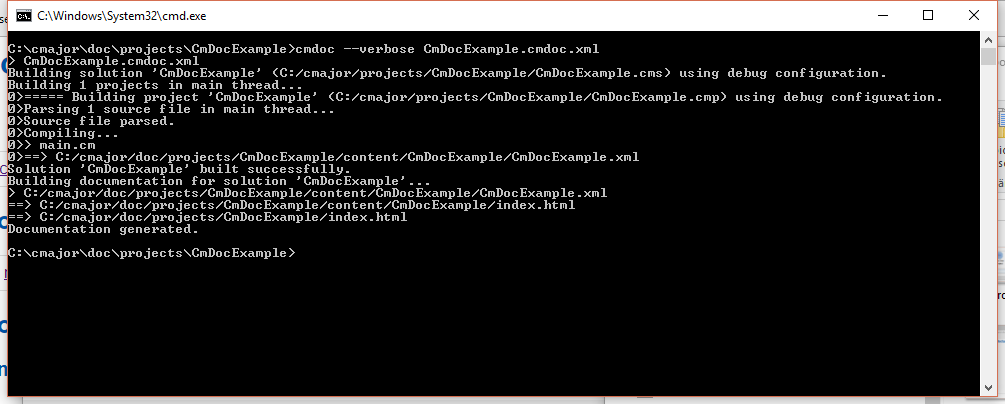 C:\Windows\System32\cmd.exe
C:\cmajor\doc\projects\CmDocExample>cmdoc --verbose CmDocExample.cmdoc.xml
> CmDocExample.cmdoc.xml
Building solution 'CmDocExample' (C:/cmajor/projects/CmDocExample/CmDocExample.cms) using debug configuration.
Building 1 projects in main thread...
0>===== Building project 'CmDocExample' (C:/cmajor/projects/CmDocExample/CmDocExample.cmp) using debug configuration.
0>Parsing 1 source file in main thread...
0>Source file parsed.
0>Compiling...
0>> main.cm
0>==> C:/cmajor/doc/projects/CmDocExample/content/CmDocExample/CmDocExample.xml
Solution 'CmDocExample' built successfully.
Building documentation for solution 'CmDocExample'...
> C:/cmajor/doc/projects/CmDocExample/content/CmDocExample/CmDocExample.xml
==> C:/cmajor/doc/projects/CmDocExample/content/CmDocExample/index.html
==> C:/cmajor/doc/projects/CmDocExample/index.html
Documentation generated.
C:\cmajor\doc\projects\CmDocExample>